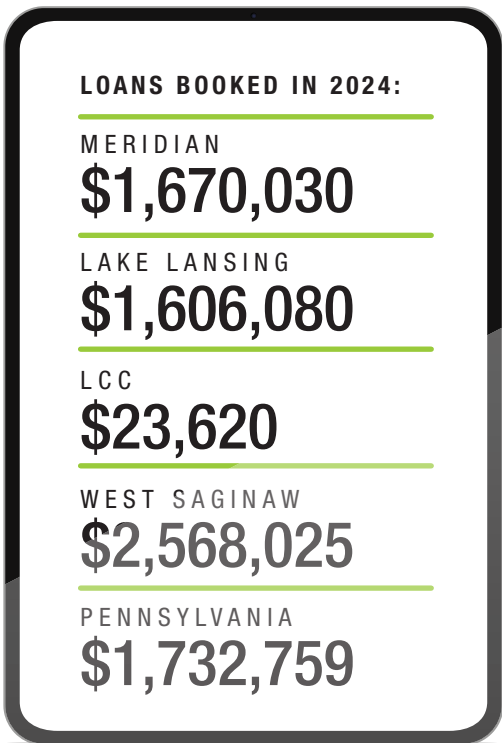 LOANS BOOKED IN 2024:
MERIDIAN
$1,670,030
LAKE LANSING
$1,606,080
LCC
$23,620
WEST SAGINAW
$2,568,025
PENNSYLVANIA
$1,732,759